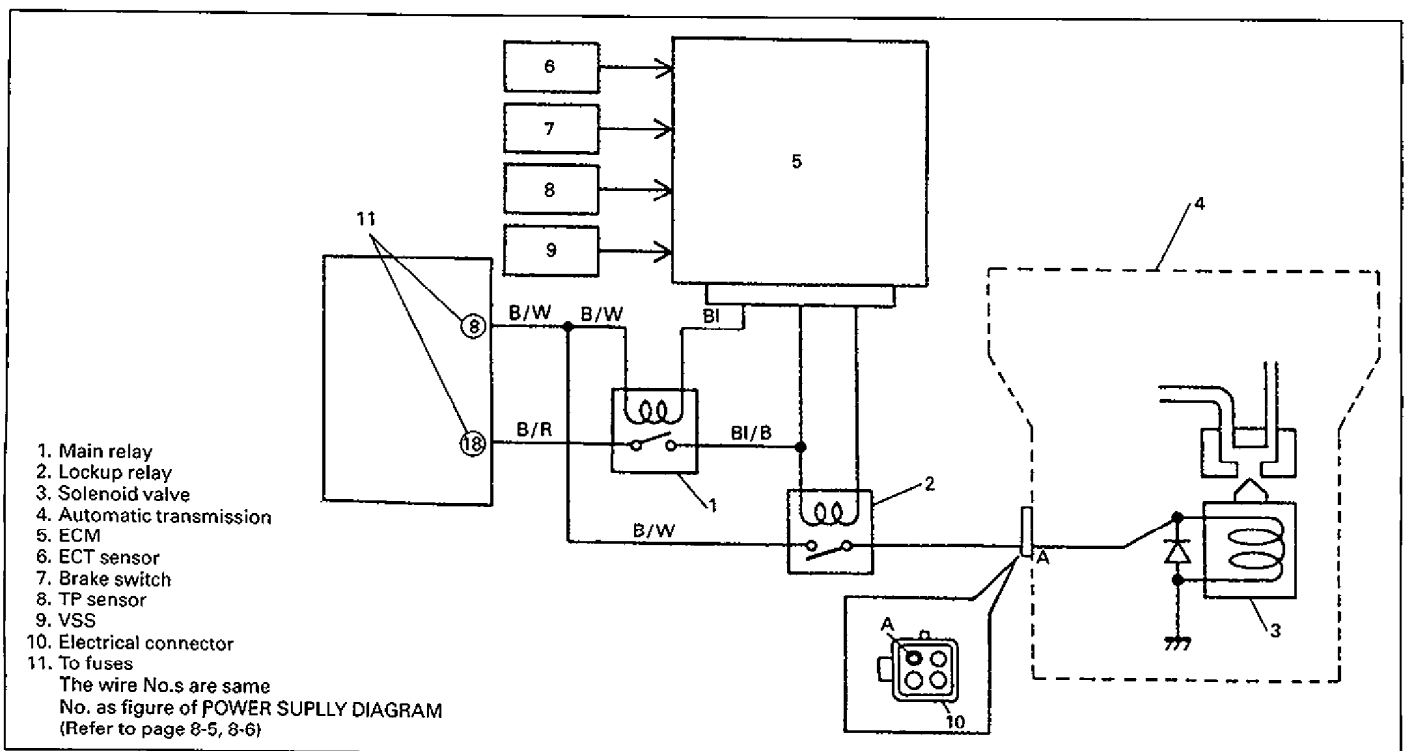 6
7
8
9
5
11
4
8
B/W
B/W
Bl
18
B/R
Bl/B
1
2
B/W
A
3
A
10
1. Main relay
2. Lockup relay
3. Solenoid valve
4. Automatic transmission
5. ECM
6. ECT sensor
7. Brake switch
8. TP sensor
9. VSS
10. Electrical connector
11. To fuses
The wire No.s are same
No. as figure of POWER SUPLLY DIAGRAM
(Refer to page 8-5, 8-6)